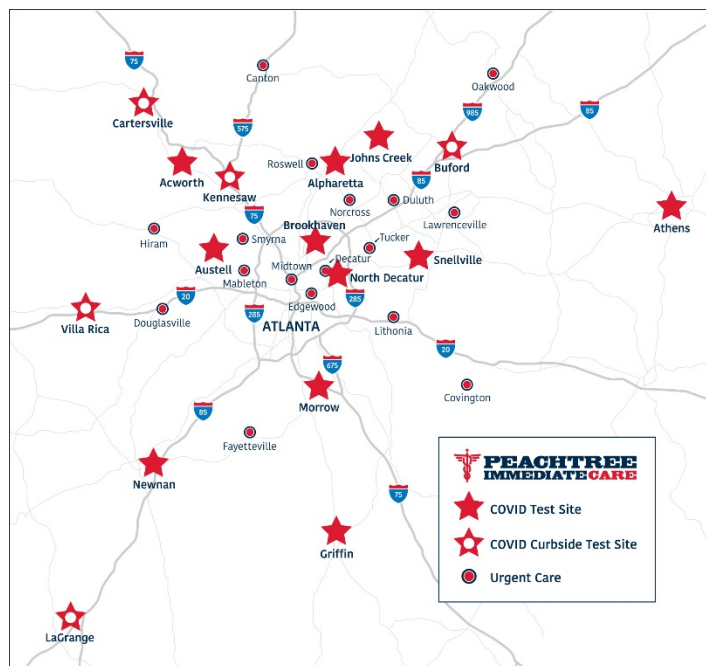 75
Canton
Oakwood
Cartersville
985
85
575
Johns Creek
Buford
Roswell
Acworth
Alpharetta
Kennesaw
85
Norcross
Duluth
75
Lawrenceville
Athens
Brookhaven
Hiram
Smyrna
Tucker
Austell
Decatur
Snellville
Midtown
North Decatur
Mableton
20
Edgewood
285
Villa Rica
Douglasville
285
ATLANTA
Lithonia
20
675
Covington
Morrow
85
Fayetteville
Newnan
75
Griffin
LaGrange
PEACHTREE
IMMEDIATECARE
COVID Test Site
COVID Curbside Test Site
Urgent Care